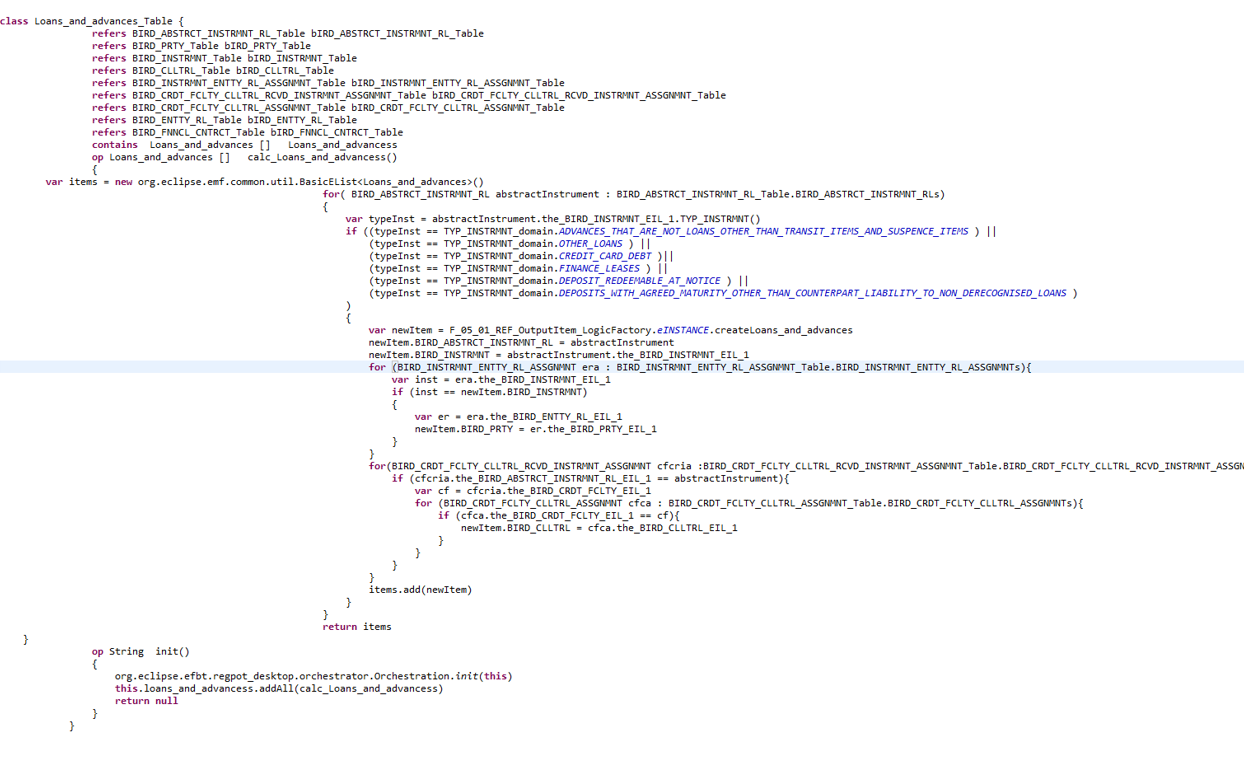 class Loans_and_advances_Table {
refers BIRD_ABSTRCT_INSTRMNT_RL_Table bIRD_ABSTRCT_INSTRMNT_RL_Table
refers BIRD_PRTY_Table bIRD_PRTY_Table
refers BIRD_INSTRMNT_Table bIRD_INSTRMNT_Table
refers BIRD_CLLTRL_Table bIRD_CLLTRL_Table
refers BIRD_INSTRMNT_ENTTY_RL_ASSGNMNT_Table bIRD_INSTRMNT_ENTTY_RL_ASSGNMNT_Table
refers BIRD_CRDT_FCLTY_CLLTRL_RCVD_INSTRMNT_ASSGNMNT_Table bIRD_CRDT_FCLTY_CLLTRL_RCVD_INSTRMNT_ASSGNMNT_Table
refers BIRD_CRDT_FCLTY_CLLTRL_ASSGNMNT_Table bIRD_CRDT_FCLTY_CLLTRL_ASSGNMNT_Table
refers BIRD_ENTTY_RL_Table bIRD_ENTTY_RL_Table
refers BIRD_FNNCL_CNTRCT_Table bIRD_FNNCL_CNTRCT_Table
contains  Loans_and_advances []   Loans_and_advancess
op Loans_and_advances []   calc_Loans_and_advancess()
{
var items = new org.eclipse.emf.common.util.BasicEList<Loans_and_advances>()
for( BIRD_ABSTRCT_INSTRMNT_RL abstractInstrument : BIRD_ABSTRCT_INSTRMNT_RL_Table.BIRD_ABSTRCT_INSTRMNT_RLs)
{
var typeInst = abstractInstrument.the_BIRD_INSTRMNT_EIL_1.TYP_INSTRMNT()
if ((typeInst == TYP_INSTRMNT_domain.ADVANCES_THAT_ARE_NOT_LOANS_OTHER_THAN_TRANSIT_ITEMS_AND_SUSPENCE_ITEMS ) ||
(typeInst == TYP_INSTRMNT_domain.OTHER_LOANS ) ||
(typeInst == TYP_INSTRMNT_domain.CREDIT_CARD_DEBT )||
(typeInst == TYP_INSTRMNT_domain.FINANCE_LEASES ) ||
(typeInst == TYP_INSTRMNT_domain.DEPOSIT_REDEEMABLE_AT_NOTICE ) ||
(typeInst == TYP_INSTRMNT_domain.DEPOSITS_WITH_AGREED_MATURITY_OTHER_THAN_COUNTERPART_LIABILITY_TO_NON_DERECOGNISED_LOANS )
)
{
var newItem = F_05_01_REF_OutputItem_LogicFactory.eINSTANCE.createLoans_and_advances
newItem.BIRD_ABSTRCT_INSTRMNT_RL = abstractInstrument
newItem.BIRD_INSTRMNT = abstractInstrument.the_BIRD_INSTRMNT_EIL_1
for (BIRD_INSTRMNT_ENTTY_RL_ASSGNMNT era : BIRD_INSTRMNT_ENTTY_RL_ASSGNMNT_Table.BIRD_INSTRMNT_ENTTY_RL_ASSGNMNTs){
var inst = era.the_BIRD_INSTRMNT_EIL_1
if (inst == newItem.BIRD_INSTRMNT)
{
var er = era.the_BIRD_ENTTY_RL_EIL_1
newItem.BIRD_PRTY = er.the_BIRD_PRTY_EIL_1
}
}
for(BIRD_CRDT_FCLTY_CLLTRL_RCVD_INSTRMNT_ASSGNMNT cfcria :BIRD_CRDT_FCLTY_CLLTRL_RCVD_INSTRMNT_ASSGNMNT_Table.BIRD_CRDT_FCLTY_CLLTRL_RCVD_INSTRMNT_ASSGN
if (cfcria.the_BIRD_ABSTRCT_INSTRMNT_RL_EIL_1 == abstractInstrument){
var cf = cfcria.the_BIRD_CRDT_FCLTY_EIL_1
for (BIRD_CRDT_FCLTY_CLLTRL_ASSGNMNT cfca : BIRD_CRDT_FCLTY_CLLTRL_ASSGNMNT_Table.BIRD_CRDT_FCLTY_CLLTRL_ASSGNMNTs){
if (cfca.the_BIRD_CRDT_FCLTY_EIL_1 == cf){
newItem.BIRD_CLLTRL = cfca.the_BIRD_CLLTRL_EIL_1
}
}
}
}
items.add(newItem)
}
}
return items
}
op String  init()
{
org.eclipse.efbt.regpot_desktop.orchestrator.Orchestration.init(this)
this.loans_and_advancess.addAll(calc_Loans_and_advancess)
return null
}
}